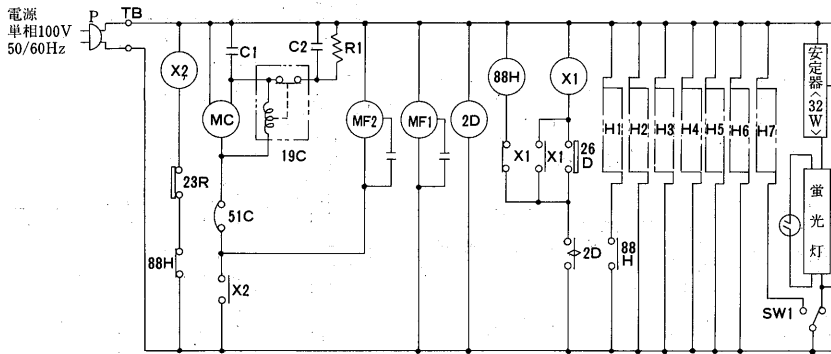 電源
単相100V
50/60Hz
P
TB
X2
C1
C2
R1
MC
19C
MF2
MF1
2D
88H
X1
23R
51C
88H
X2
X1
X1
26
D
2D
88
H
H1
H2
H3
H4
H5
H6
H7
安定器<32W>
蛍光灯
SW1